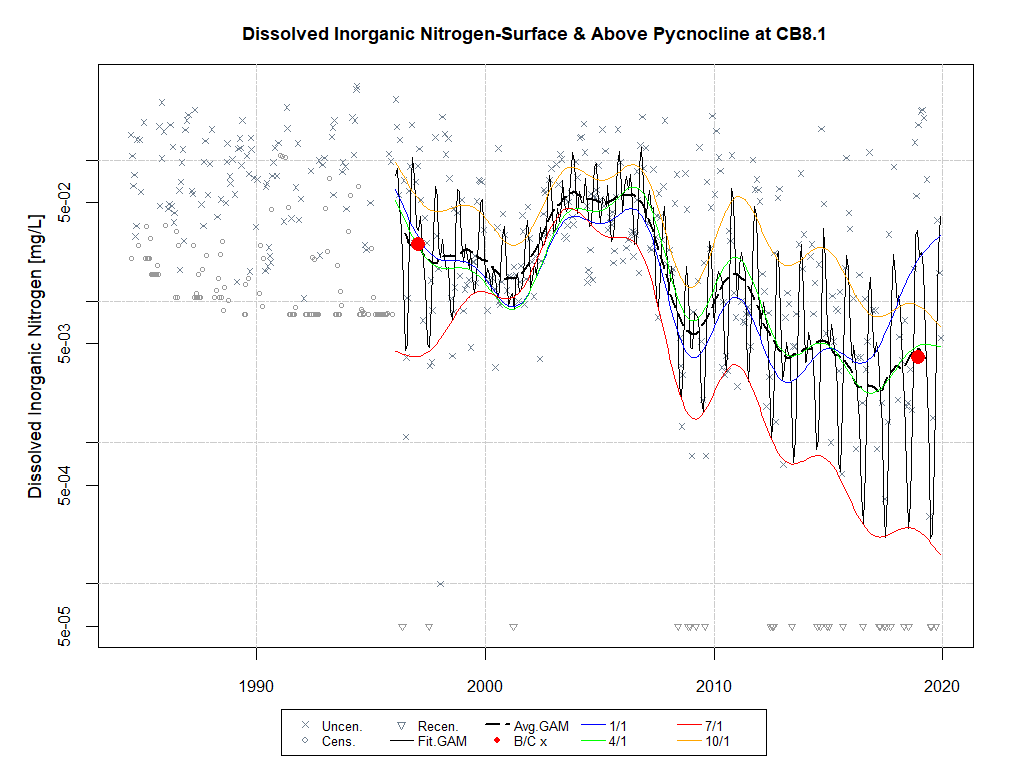 Dissolved Inorganic Nitrogen-Surface & Above Pycnocline at CB8.1
Dissolved Inorganic Nitrogen [mg/L]
5e-02
5e-03
5e-04
5e-05
1990 2000 2010 2020
Uncen. Recen. Avg.GAM 1/1 7/1
Cens. Fit.GAM B/C x 4/1 10/1